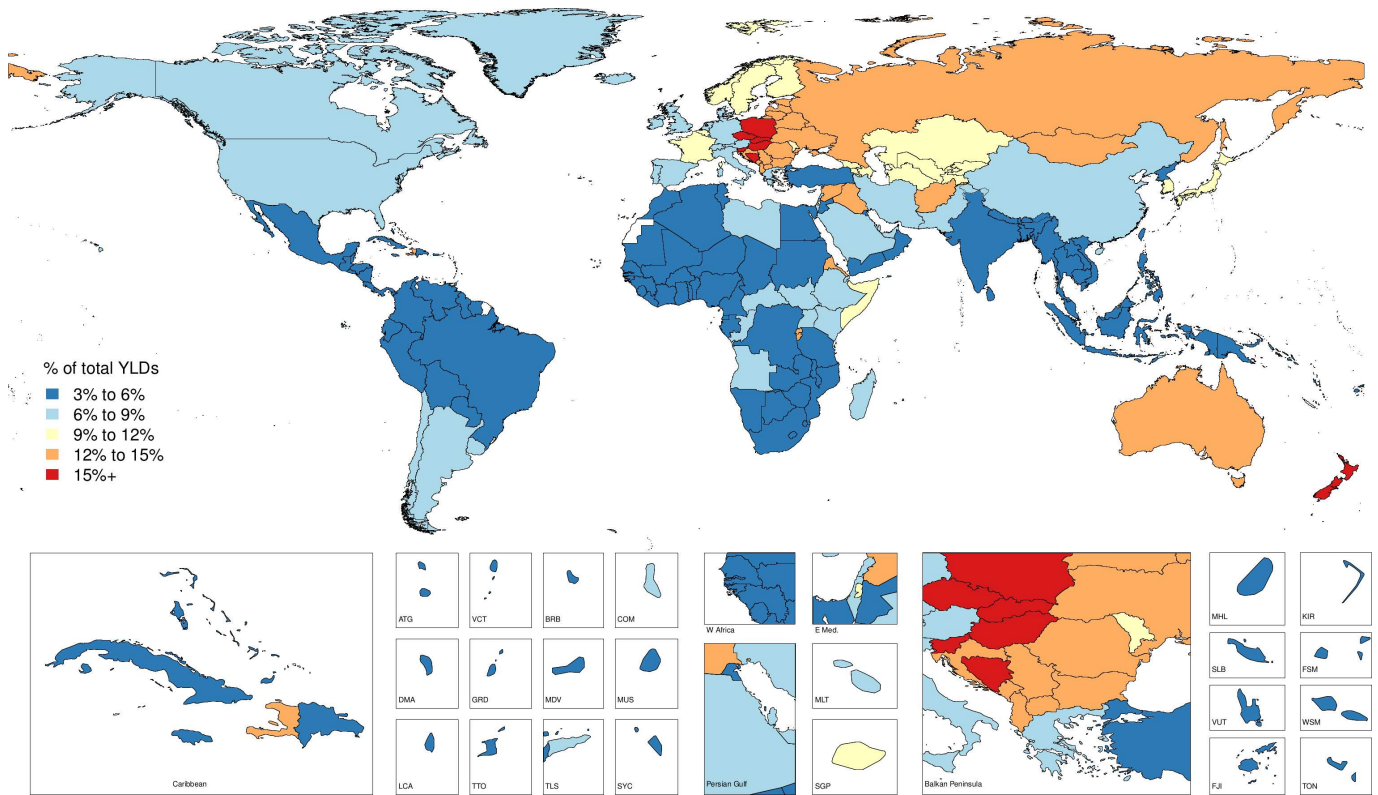 % of total YLDs
3% to 6%
6% to 9%
9% to 12%
12% to 15%
15%+
Caribbean
ATG
VCT
BRB
COM
DMA
GRD
MDV
MUS
LCA
TTO
TLS
SYC
W Africa
E Med.
Persian Gulf
MLT
SGP
Balkan Peninsula
MHL
KIR
SLB
FSM
VUT
WSM
FJI
TON